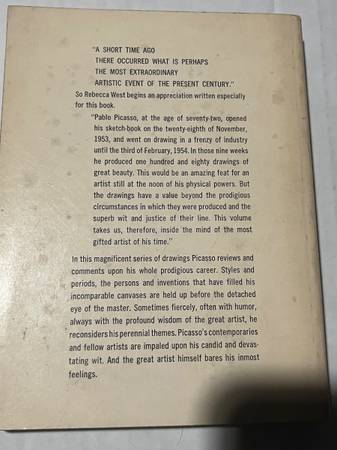 "A SHORT TIME AGO
THERE OCCURRED WHAT IS PERHAPS
THE MOST EXTRAORDINARY
ARTISTIC EVENT OF THE PRESENT CENTURY."
So Rebecca West begins an appreciation written especially
for this book.
"Pablo Picasso, at the age of seventy-two, opened
his sketch-book on the twenty-eighth of November,
1953, and went on drawing in a frenzy of industry
until the third of February, 1954. In those nine weeks
he produced one hundred and eighty drawings of
great beauty. This would be an amazing feat for an
artist still at the noon of his physical powers. But
the drawings have a value beyond the prodigious
circumstances in which they were produced and the
superb wit and justice of their line. This volume
takes us, therefore, inside the mind of the most
gifted artist of his time."
In this magnificent series of drawings Picasso reviews and
comments upon his whole prodigious career. Styles and
periods, the persons and inventions that have filled his
incomparable canvases are held up before the detached
eye of the master. Sometimes fiercely, often with humor,
always with the profound wisdom of the great artist, he
reconsiders his perennial themes. Picasso's contemporaries
and fellow artists are impaled upon his candid and devas-
tating wit. And the great artist himself bares his inmost
feelings.